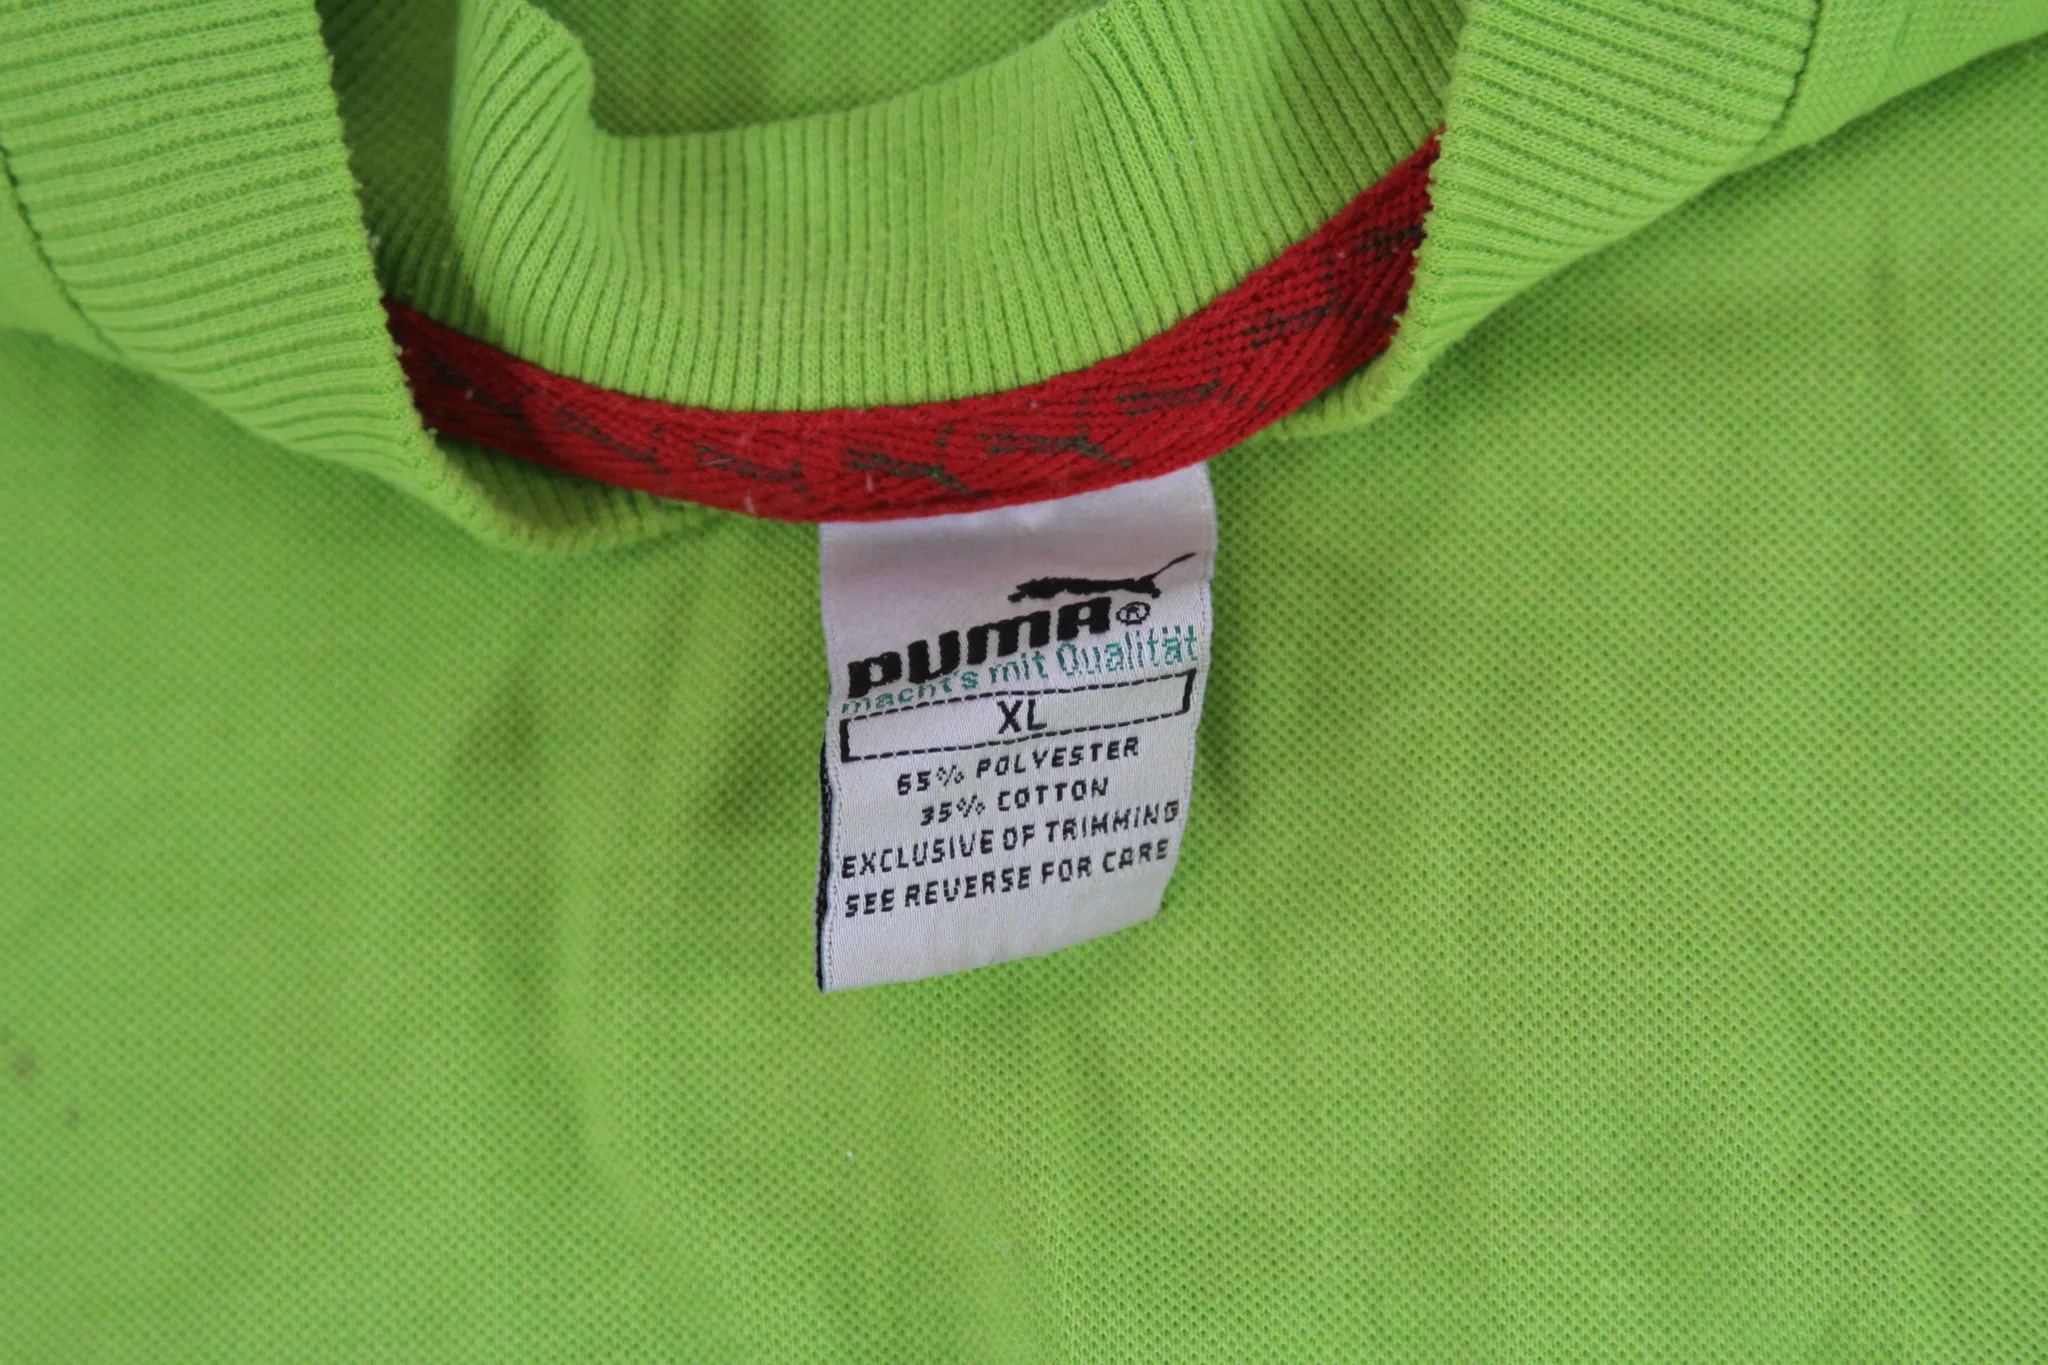 PUMA®
macht's mit Qualität
XL
65% POLYESTER
35% COTTON
EXCLUSIVE OF TRIMMING
SEE REVERSE FOR CARE